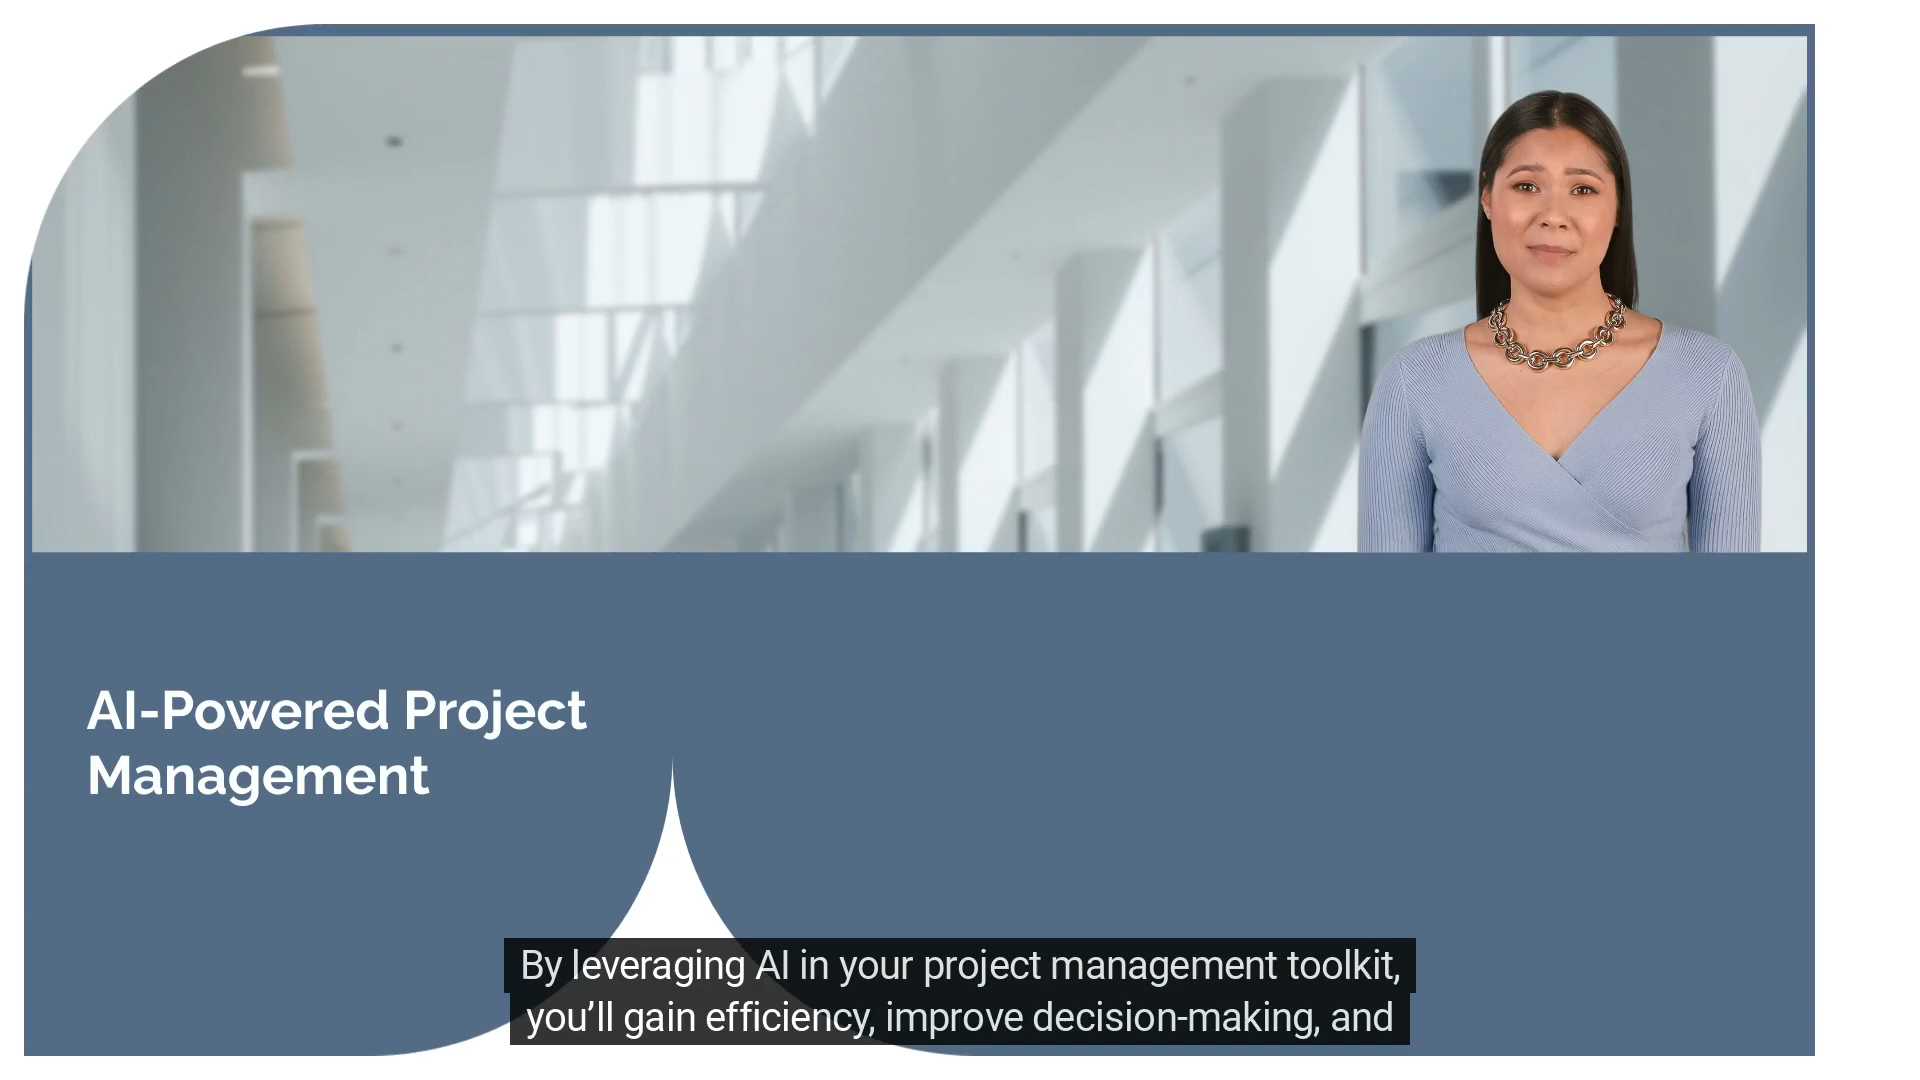 AI-Powered Project
Management
By leveraging AI in your project management toolkit,
you’ll gain efficiency, improve decision-making, and